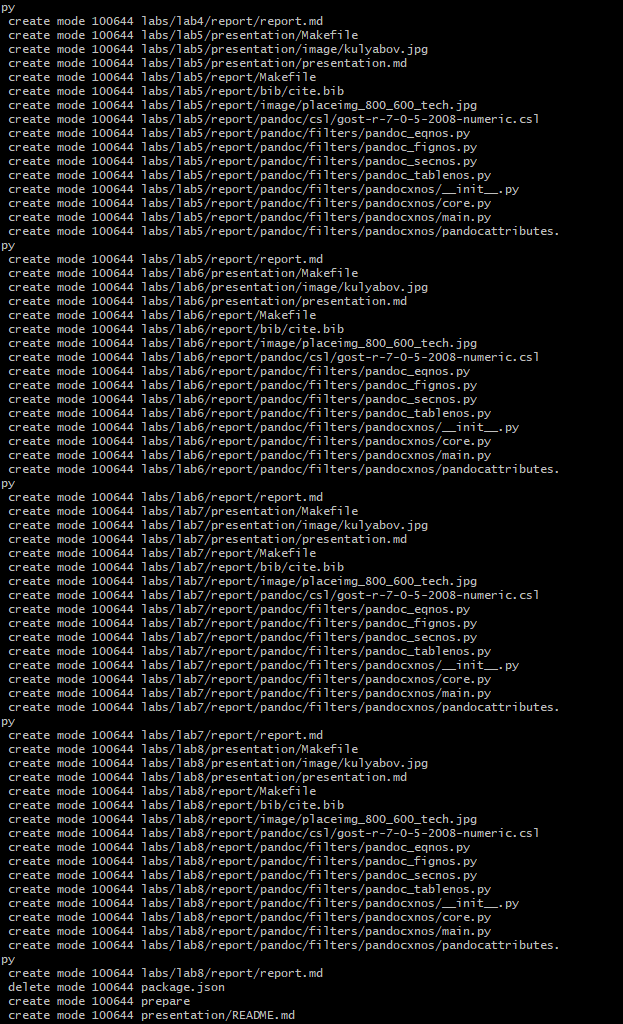 py
 create mode 100644 labs/lab4/report/report.md
 create mode 100644 labs/lab5/presentation/Makefile
 create mode 100644 labs/lab5/presentation/image/kulyabov.jpg
 create mode 100644 labs/lab5/presentation/presentation.md
 create mode 100644 labs/lab5/report/Makefile
 create mode 100644 labs/lab5/report/bib/cite.bib
 create mode 100644 labs/lab5/report/image/placeimg_800_600_tech.jpg
 create mode 100644 labs/lab5/report/pandoc/csl/gost-r-7-0-5-2008-numeric.csl
 create mode 100644 labs/lab5/report/pandoc/filters/pandoc_eqnos.py
 create mode 100644 labs/lab5/report/pandoc/filters/pandoc_fignos.py
 create mode 100644 labs/lab5/report/pandoc/filters/pandoc_secnos.py
 create mode 100644 labs/lab5/report/pandoc/filters/pandoc_tablenos.py
 create mode 100644 labs/lab5/report/pandoc/filters/pandocxnos/__init__.py
 create mode 100644 labs/lab5/report/pandoc/filters/pandocxnos/core.py
 create mode 100644 labs/lab5/report/pandoc/filters/pandocxnos/main.py
 create mode 100644 labs/lab5/report/pandoc/filters/pandocxnos/pandocattributes.
py
 create mode 100644 labs/lab5/report/report.md
 create mode 100644 labs/lab6/presentation/Makefile
 create mode 100644 labs/lab6/presentation/image/kulyabov.jpg
 create mode 100644 labs/lab6/presentation/presentation.md
 create mode 100644 labs/lab6/report/Makefile
 create mode 100644 labs/lab6/report/bib/cite.bib
 create mode 100644 labs/lab6/report/image/placeimg_800_600_tech.jpg
 create mode 100644 labs/lab6/report/pandoc/csl/gost-r-7-0-5-2008-numeric.csl
 create mode 100644 labs/lab6/report/pandoc/filters/pandoc_eqnos.py
 create mode 100644 labs/lab6/report/pandoc/filters/pandoc_fignos.py
 create mode 100644 labs/lab6/report/pandoc/filters/pandoc_secnos.py
 create mode 100644 labs/lab6/report/pandoc/filters/pandoc_tablenos.py
 create mode 100644 labs/lab6/report/pandoc/filters/pandocxnos/__init__.py
 create mode 100644 labs/lab6/report/pandoc/filters/pandocxnos/core.py
 create mode 100644 labs/lab6/report/pandoc/filters/pandocxnos/main.py
 create mode 100644 labs/lab6/report/pandoc/filters/pandocxnos/pandocattributes.
py
 create mode 100644 labs/lab6/report/report.md
 create mode 100644 labs/lab7/presentation/Makefile
 create mode 100644 labs/lab7/presentation/image/kulyabov.jpg
 create mode 100644 labs/lab7/presentation/presentation.md
 create mode 100644 labs/lab7/report/Makefile
 create mode 100644 labs/lab7/report/bib/cite.bib
 create mode 100644 labs/lab7/report/image/placeimg_800_600_tech.jpg
 create mode 100644 labs/lab7/report/pandoc/csl/gost-r-7-0-5-2008-numeric.csl
 create mode 100644 labs/lab7/report/pandoc/filters/pandoc_eqnos.py
 create mode 100644 labs/lab7/report/pandoc/filters/pandoc_fignos.py
 create mode 100644 labs/lab7/report/pandoc/filters/pandoc_secnos.py
 create mode 100644 labs/lab7/report/pandoc/filters/pandoc_tablenos.py
 create mode 100644 labs/lab7/report/pandoc/filters/pandocxnos/__init__.py
 create mode 100644 labs/lab7/report/pandoc/filters/pandocxnos/core.py
 create mode 100644 labs/lab7/report/pandoc/filters/pandocxnos/main.py
 create mode 100644 labs/lab7/report/pandoc/filters/pandocxnos/pandocattributes.
py
 create mode 100644 labs/lab7/report/report.md
 create mode 100644 labs/lab8/presentation/Makefile
 create mode 100644 labs/lab8/presentation/image/kulyabov.jpg
 create mode 100644 labs/lab8/presentation/presentation.md
 create mode 100644 labs/lab8/report/Makefile
 create mode 100644 labs/lab8/report/bib/cite.bib
 create mode 100644 labs/lab8/report/image/placeimg_800_600_tech.jpg
 create mode 100644 labs/lab8/report/pandoc/csl/gost-r-7-0-5-2008-numeric.csl
 create mode 100644 labs/lab8/report/pandoc/filters/pandoc_eqnos.py
 create mode 100644 labs/lab8/report/pandoc/filters/pandoc_fignos.py
 create mode 100644 labs/lab8/report/pandoc/filters/pandoc_secnos.py
 create mode 100644 labs/lab8/report/pandoc/filters/pandoc_tablenos.py
 create mode 100644 labs/lab8/report/pandoc/filters/pandocxnos/__init__.py
 create mode 100644 labs/lab8/report/pandoc/filters/pandocxnos/core.py
 create mode 100644 labs/lab8/report/pandoc/filters/pandocxnos/main.py
 create mode 100644 labs/lab8/report/pandoc/filters/pandocxnos/pandocattributes.
py
 create mode 100644 labs/lab8/report/report.md
 delete mode 100644 package.json
 create mode 100644 prepare
 create mode 100644 presentation/README.md